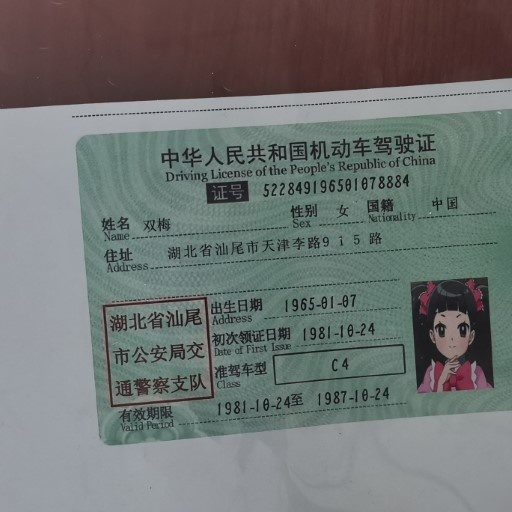 中华人民共和国机动车驾驶证
Driving License of the People's Republic of China
证号 522849196501078884
姓名 双梅 性别 女 国籍 中国
Name Sex Nationality
住址 湖北省汕尾市天津李路915路
Address
出生日期 1965-01-07
Address
初次领证日期 1981-10-24
Date of First Issue
准驾车型 C4
Class
湖北省汕尾
市公安局交
通警察支队
有效期限 1981-10-24至 1987-10-24
Valid Period